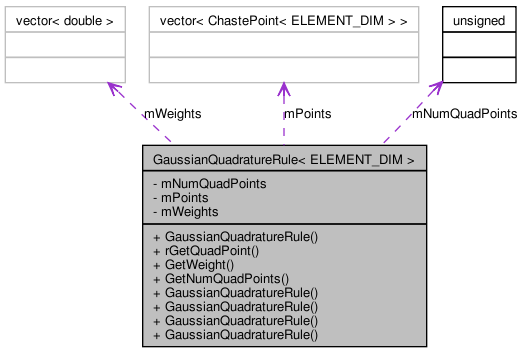 vector< double >
vector< ChastePoint< ELEMENT_DIM > >
unsigned
mWeights
mPoints
mNumQuadPoints
GaussianQuadratureRule< ELEMENT_DIM >
- mNumQuadPoints
- mPoints
- mWeights
+ GaussianQuadratureRule()
+ rGetQuadPoint()
+ GetWeight()
+ GetNumQuadPoints()
+ GaussianQuadratureRule()
+ GaussianQuadratureRule()
+ GaussianQuadratureRule()
+ GaussianQuadratureRule()